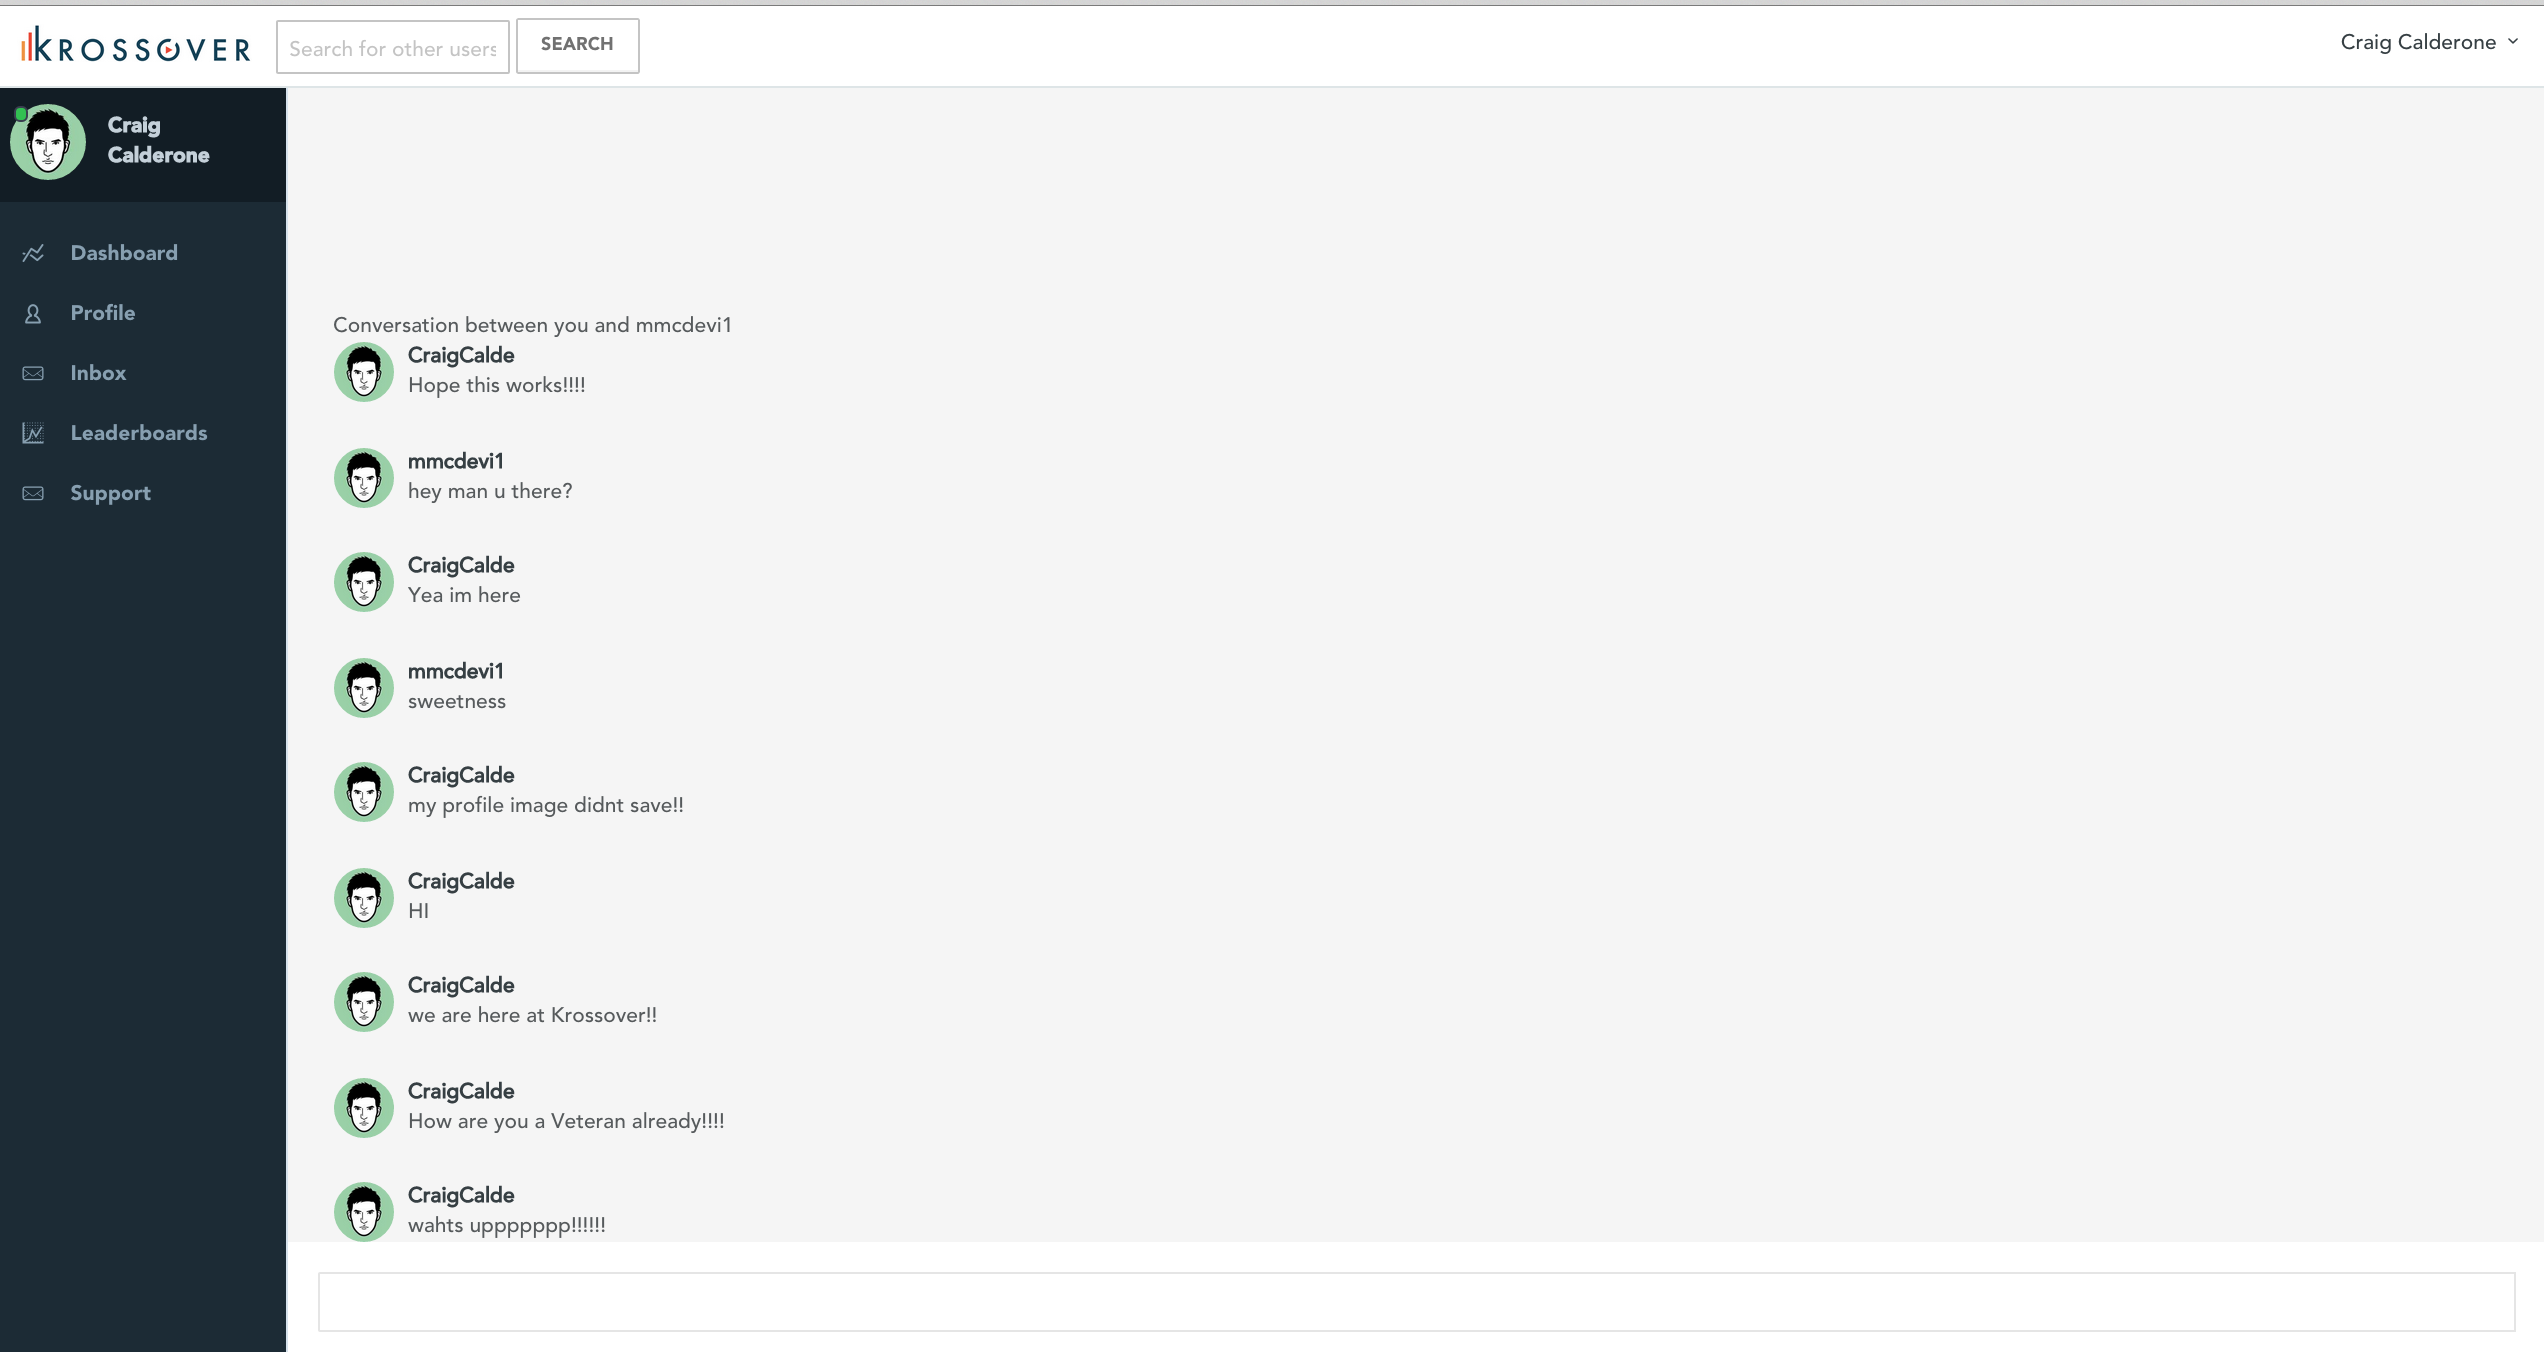 KROSSOVER
Search for other users
SEARCH
Craig Calderone
Craig
Calderone
Dashboard
Profile
Inbox
Leaderboards
Support
Conversation between you and mmcdevi1
CraigCalde
Hope this works!!!!
mmcdevi1
hey man u there?
CraigCalde
Yea im here
mmcdevi1
sweetness
CraigCalde
my profile image didnt save!!
CraigCalde
HI
CraigCalde
we are here at Krossover!!
CraigCalde
How are you a Veteran already!!!!
CraigCalde
wahts uppppppp!!!!!!